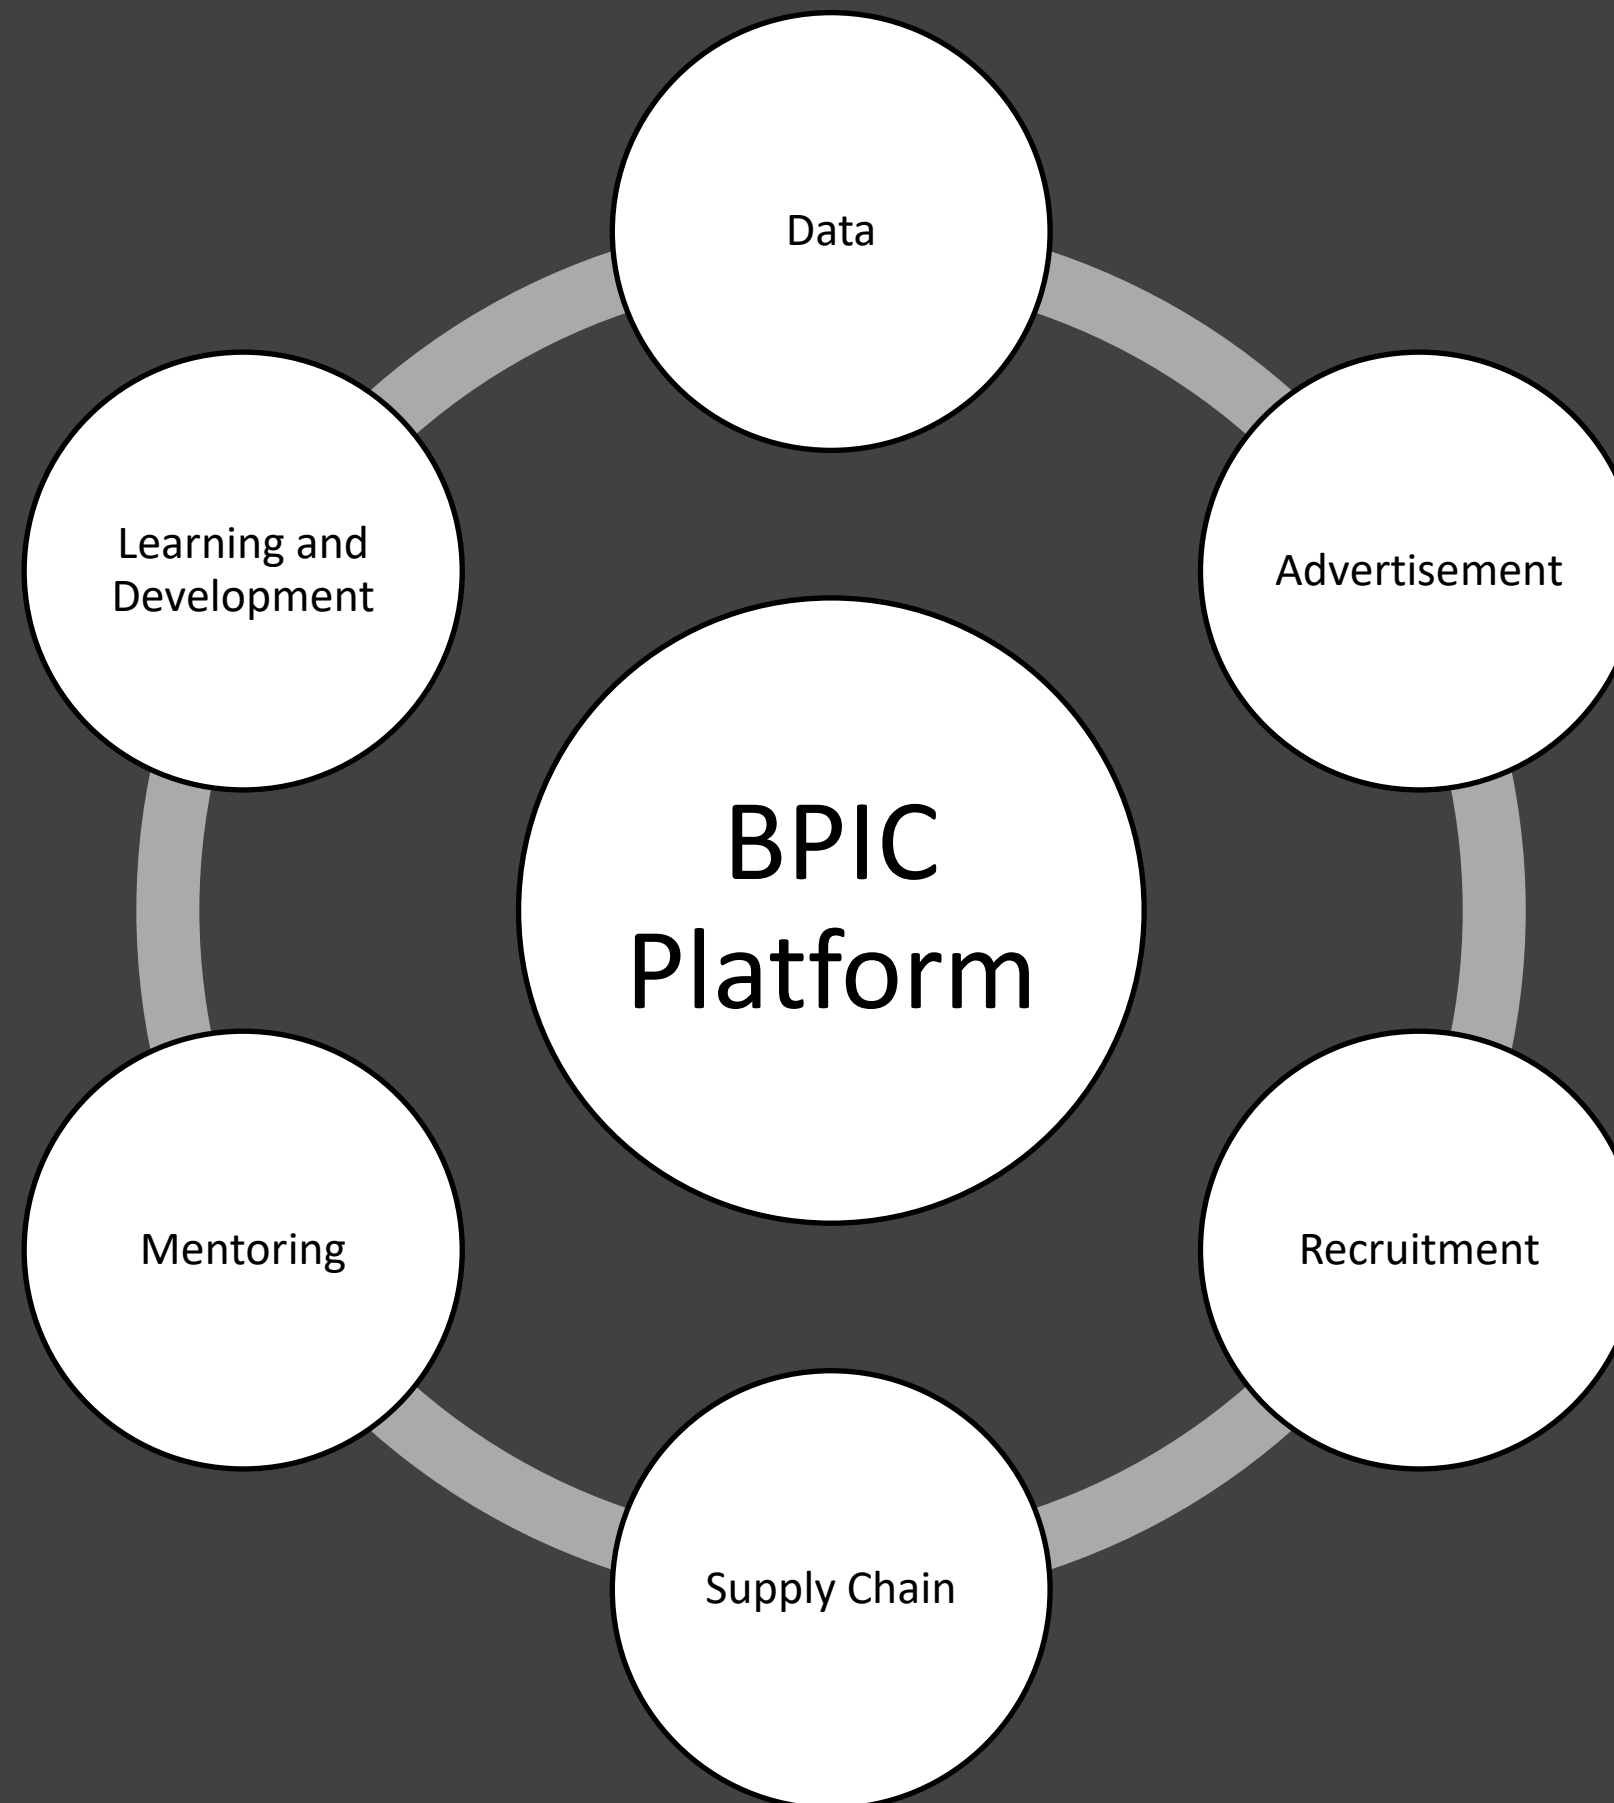 Data
Advertisement
Recruitment
Supply Chain
Mentoring
Learning and
Development
BPIC
Platform